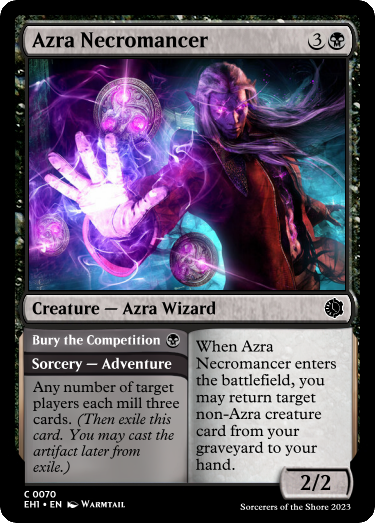 Azra Necromancer 3
Creature — Azra Wizard
Bury the Competition
Sorcery — Adventure
Any number of target
players each mill three
cards. (Then exile this
card. You may cast the
artifact later from
exile.)
When Azra
Necromancer enters
the battlefield, you
may return target
non-Azra creature
card from your
graveyard to your
hand.
2/2
C 0070
EH1 • EN WARMTAIL
Sorcerers of the Shore 2023